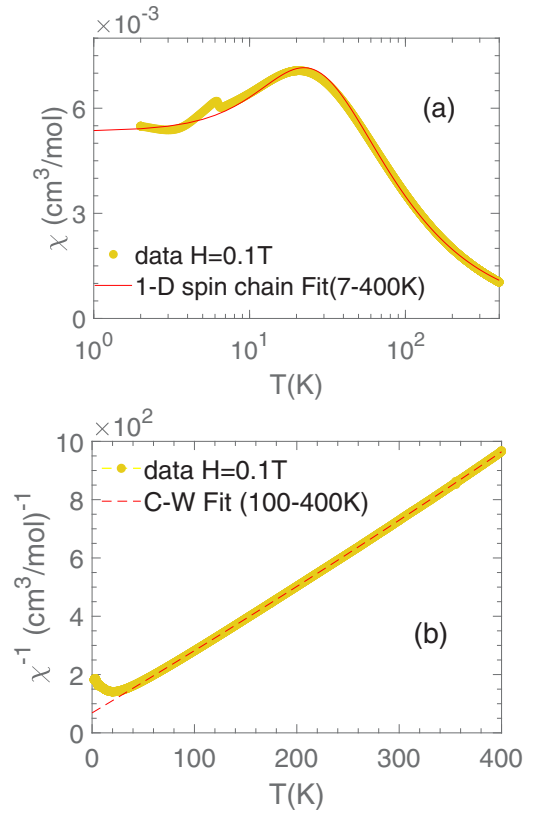 ×10⁻³
(a)
6
3
0
χ (cm³/mol)
data H=0.1T
1-D spin chain Fit(7-400K)
10⁰ 10¹ 10²
T(K)
×10²
10
8
6
4
2
0
χ⁻¹ (cm³/mol)⁻¹
data H=0.1T
C-W Fit (100-400K)
(b)
0 100 200 300 400
T(K)